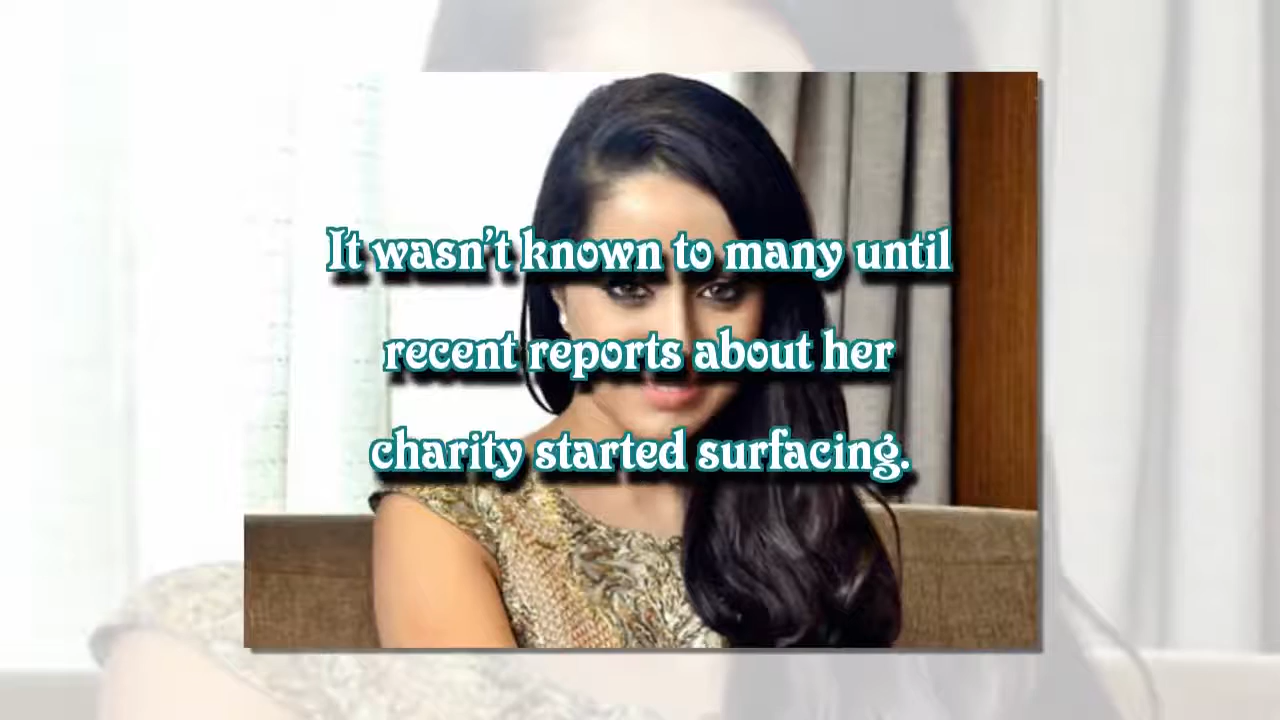 It wasn't known to many until
recent reports about her
charity started surfacing.